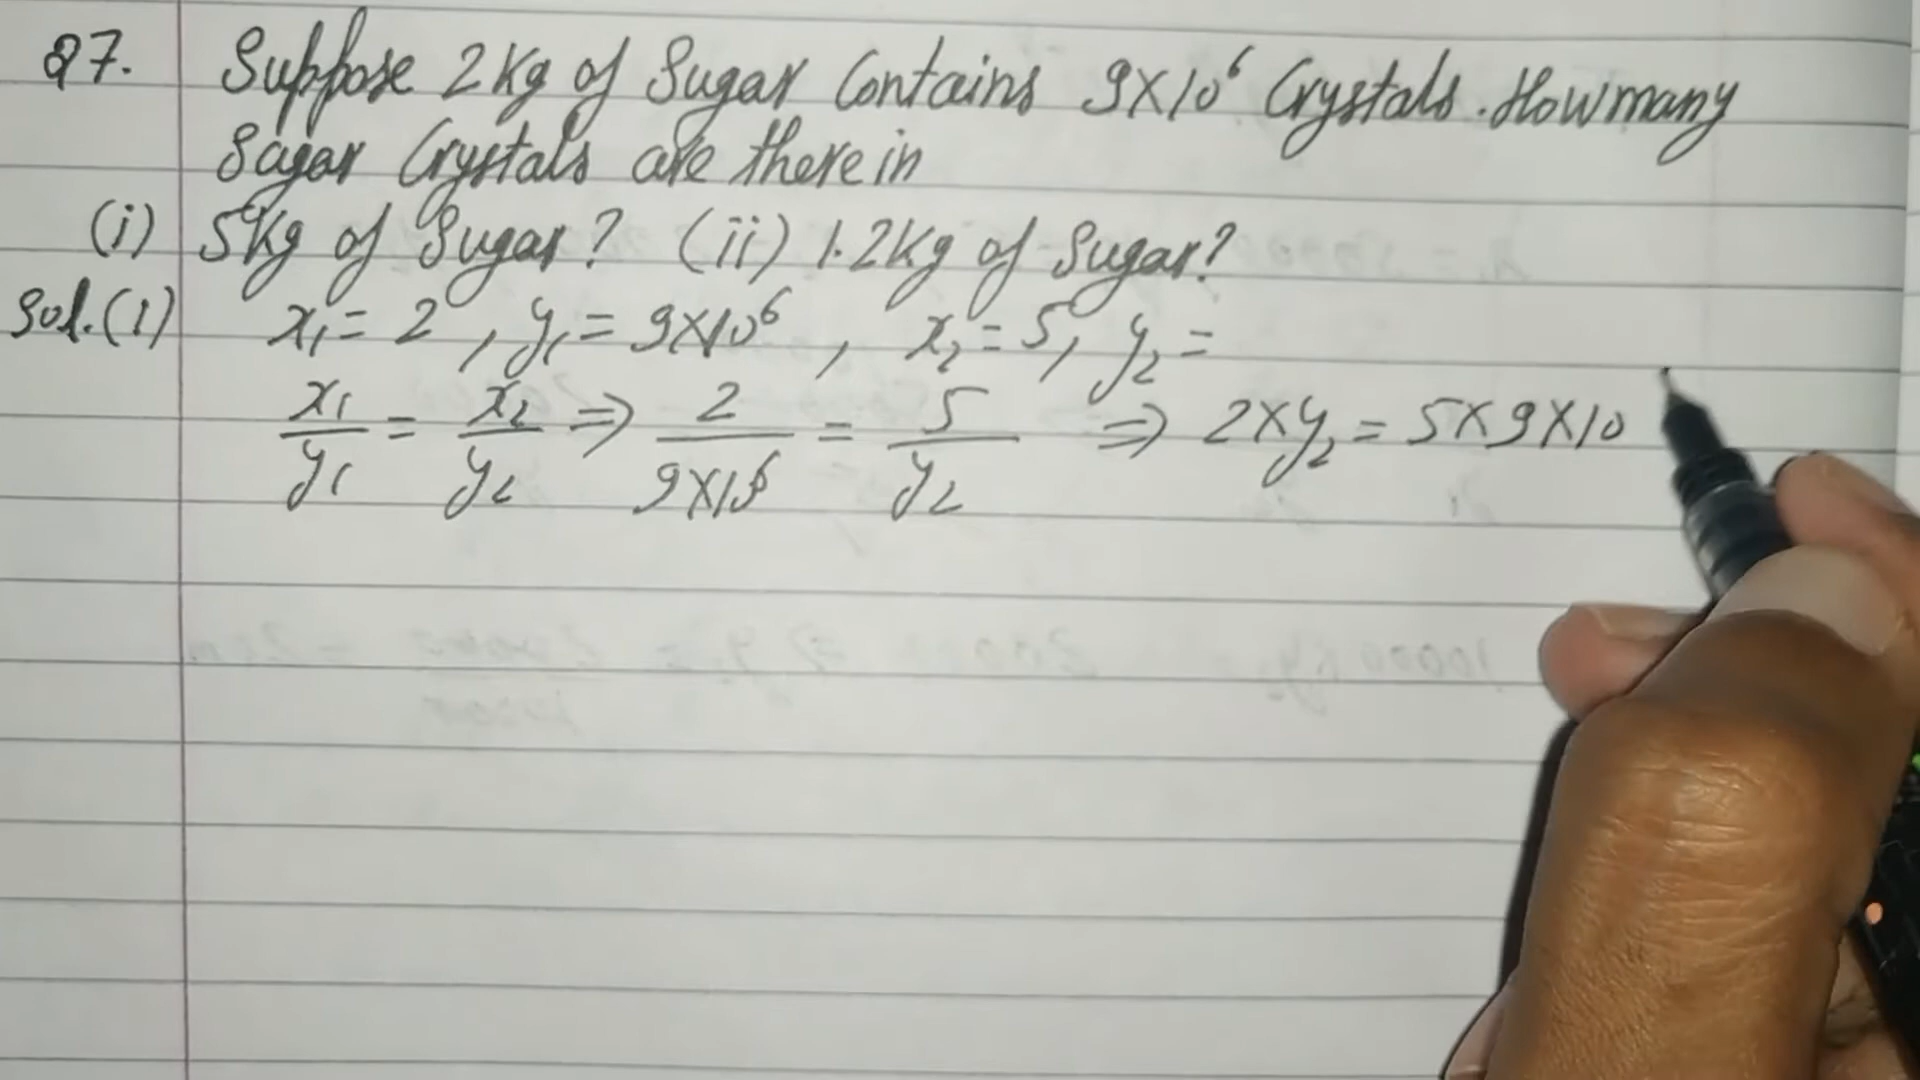 Q7. Suppose 2Kg of Sugar Contains 9×10⁶ Crystals. How many
Sugar Crystals are there in
(i) 5Kg of Sugar? (ii) 1.2Kg of Sugar?
Sol. (1) x₁ = 2, y₁ = 9×10⁶, x₂ = 5, y₂ =
x₁/y₁ = x₂/y₂ ⇒ 2/9×10⁶ = 5/y₂ ⇒ 2×y₂ = 5×9×10